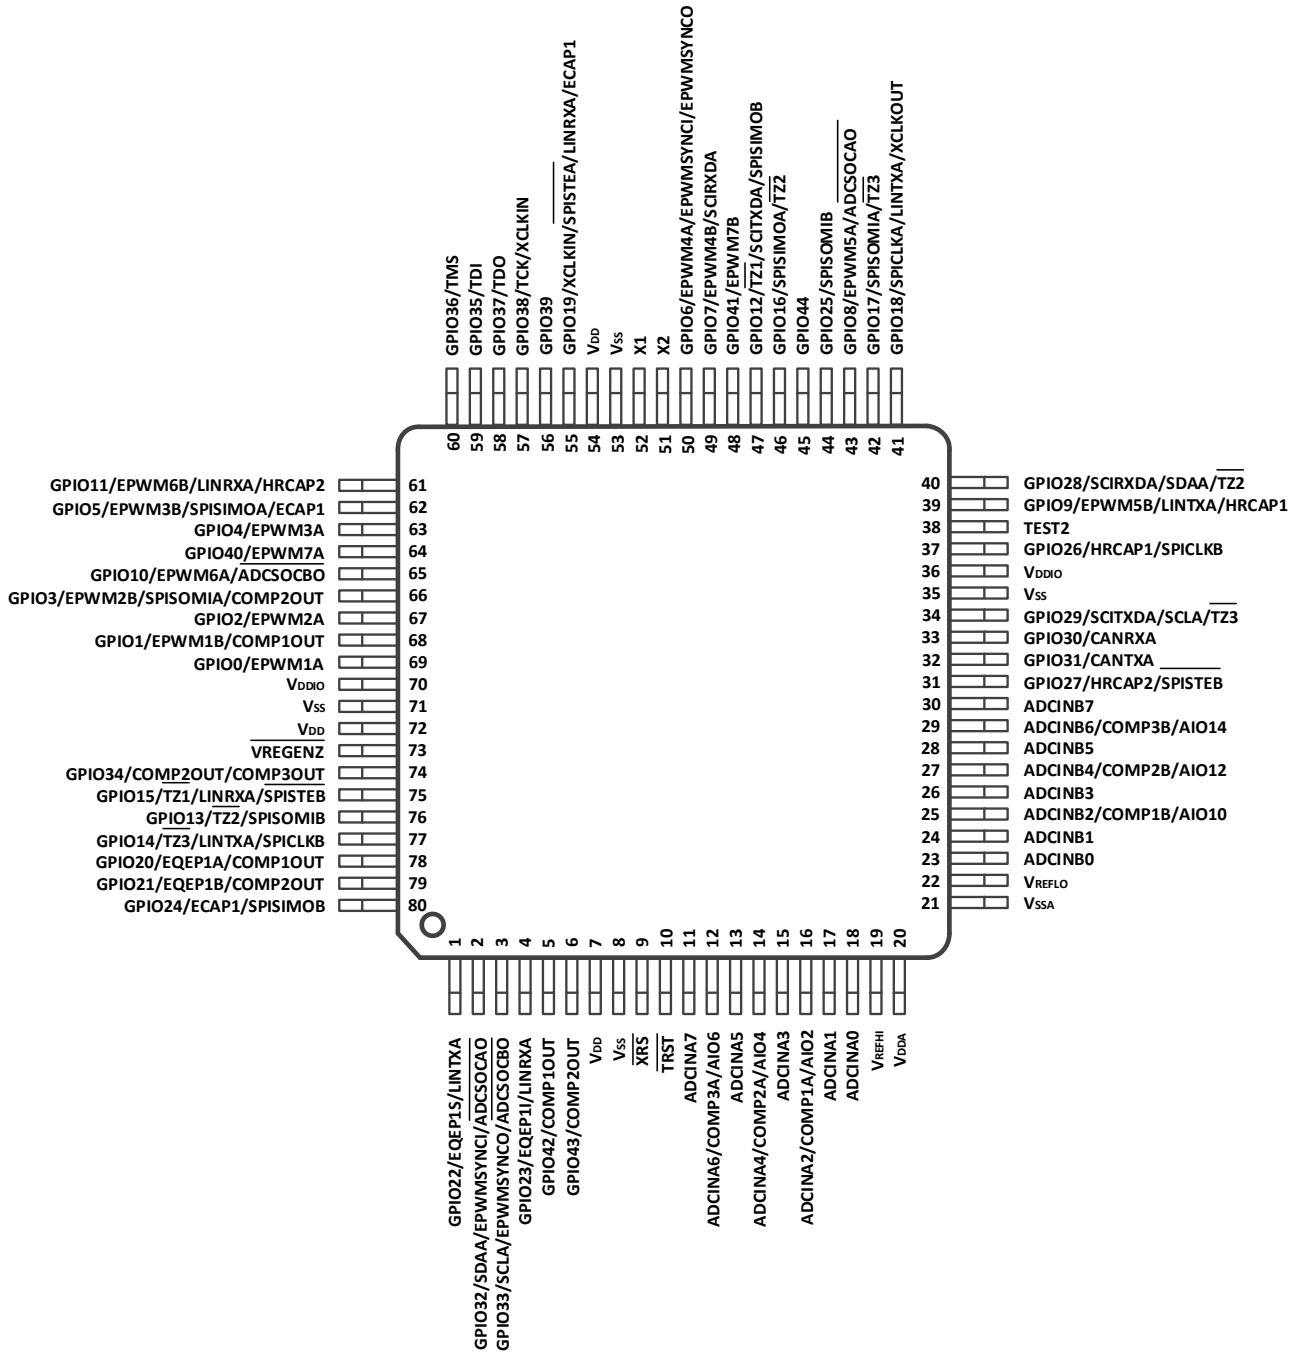 GPIO36/TMS
GPIO35/TDI
GPIO37/TDO
GPIO38/TCK/XCLKIN
GPIO39
GPIO19/XCLKIN/SPISTEA/LINRXA/ECAP1
VDD
VSS
X1
X2
GPIO6/EPWM4A/EPWMSYNCI/EPWMSYNCO
GPIO7/EPWM4B/SCIRXDA
GPIO41/EPWM7B
GPIO12/TZ1/SCITXDA/SPISIMOB
GPIO16/SPISIMOA/TZ2
GPIO44
GPIO25/SPISOMIB
GPIO8/EPWM5A/ADCSOCAO
GPIO17/SPISOMIA/TZ3
GPIO18/SPICLKA/LINTXA/XCLKOUT
60 59 58 57 56 55 54 53 52 51 50 49 48 47 46 45 44 43 42 41
GPIO11/EPWM6B/LINRXA/HRCAP2 61
GPIO5/EPWM3B/SPISIMOA/ECAP1 62
GPIO4/EPWM3A 63
GPIO40/EPWM7A 64
GPIO10/EPWM6A/ADCSOCBO 65
GPIO3/EPWM2B/SPISOMIA/COMP2OUT 66
GPIO2/EPWM2A 67
GPIO1/EPWM1B/COMP1OUT 68
GPIO0/EPWM1A 69
VDDIO 70
VSS 71
VDD 72
VREGENZ 73
GPIO34/COMP2OUT/COMP3OUT 74
GPIO15/TZ1/LINRXA/SPISTEB 75
GPIO13/TZ2/SPISOMIB 76
GPIO14/TZ3/LINTXA/SPICLKB 77
GPIO20/EQEP1A/COMP1OUT 78
GPIO21/EQEP1B/COMP2OUT 79
GPIO24/ECAP1/SPISIMOB 80
40 GPIO28/SCIRXDA/SDAA/TZ2
39 GPIO9/EPWM5B/LINTXA/HRCAP1
38 TEST2
37 GPIO26/HRCAP1/SPICLKB
36 VDDIO
35 VSS
34 GPIO29/SCITXDA/SCLA/TZ3
33 GPIO30/CANRXA
32 GPIO31/CANTXA
31 GPIO27/HRCAP2/SPISTEB
30 ADCINB7
29 ADCINB6/COMP3B/AIO14
28 ADCINB5
27 ADCINB4/COMP2B/AIO12
26 ADCINB3
25 ADCINB2/COMP1B/AIO10
24 ADCINB1
23 ADCINB0
22 VREFLO
21 VSSA
1 2 3 4 5 6 7 8 9 10 11 12 13 14 15 16 17 18 19 20
GPIO22/EQEP1S/LINTXA
GPIO32/SDAA/EPWMSYNCI/ADCSOCAO
GPIO33/SCLA/EPWMSYNCO/ADCSOCBO
GPIO23/EQEP1I/LINRXA
GPIO42/COMP1OUT
GPIO43/COMP2OUT
VDD
VSS
XRS
TRST
ADCINA7
ADCINA6/COMP3A/AIO6
ADCINA5
ADCINA4/COMP2A/AIO4
ADCINA3
ADCINA2/COMP1A/AIO2
ADCINA1
ADCINA0
VREFHI
VDDA